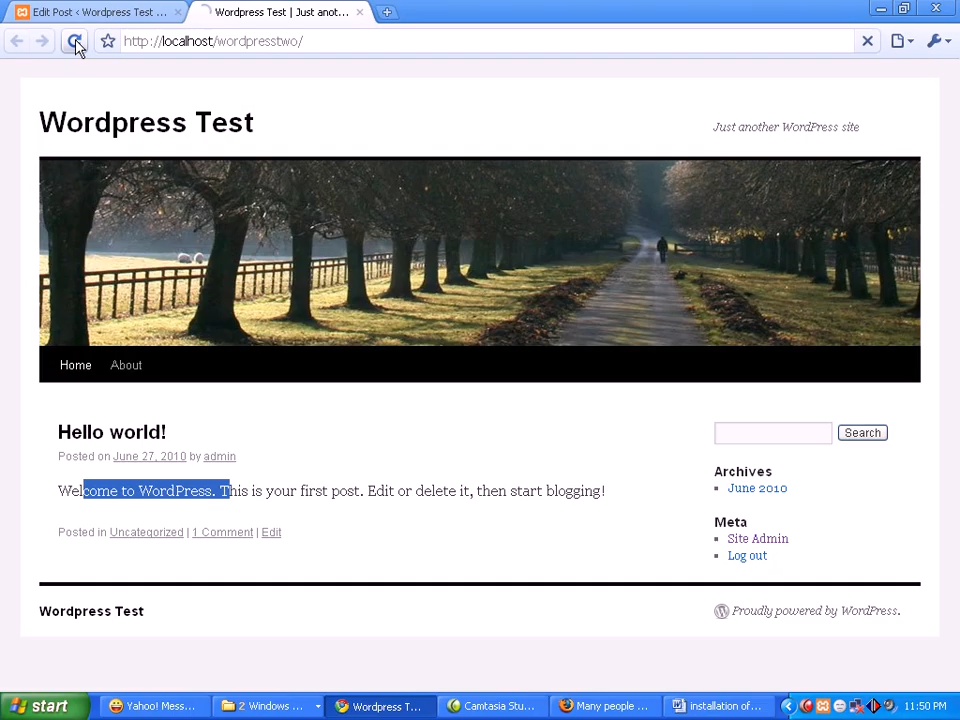 Edit Post ‹ Wordpress Test ...
Wordpress Test | Just anot...
http://localhost/wordpresstwo/
Wordpress Test
Just another WordPress site
Home
About
Hello world!
Posted on June 27, 2010 by admin
Welcome to WordPress. This is your first post. Edit or delete it, then start blogging!
Posted in Uncategorized | 1 Comment | Edit
Search
Archives
June 2010
Meta
Site Admin
Log out
Wordpress Test
Proudly powered by WordPress.
start
Yahoo! Mess...
2 Windows ...
Wordpress T...
Camtasia Stu...
Many people ...
installation of...
11:50 PM